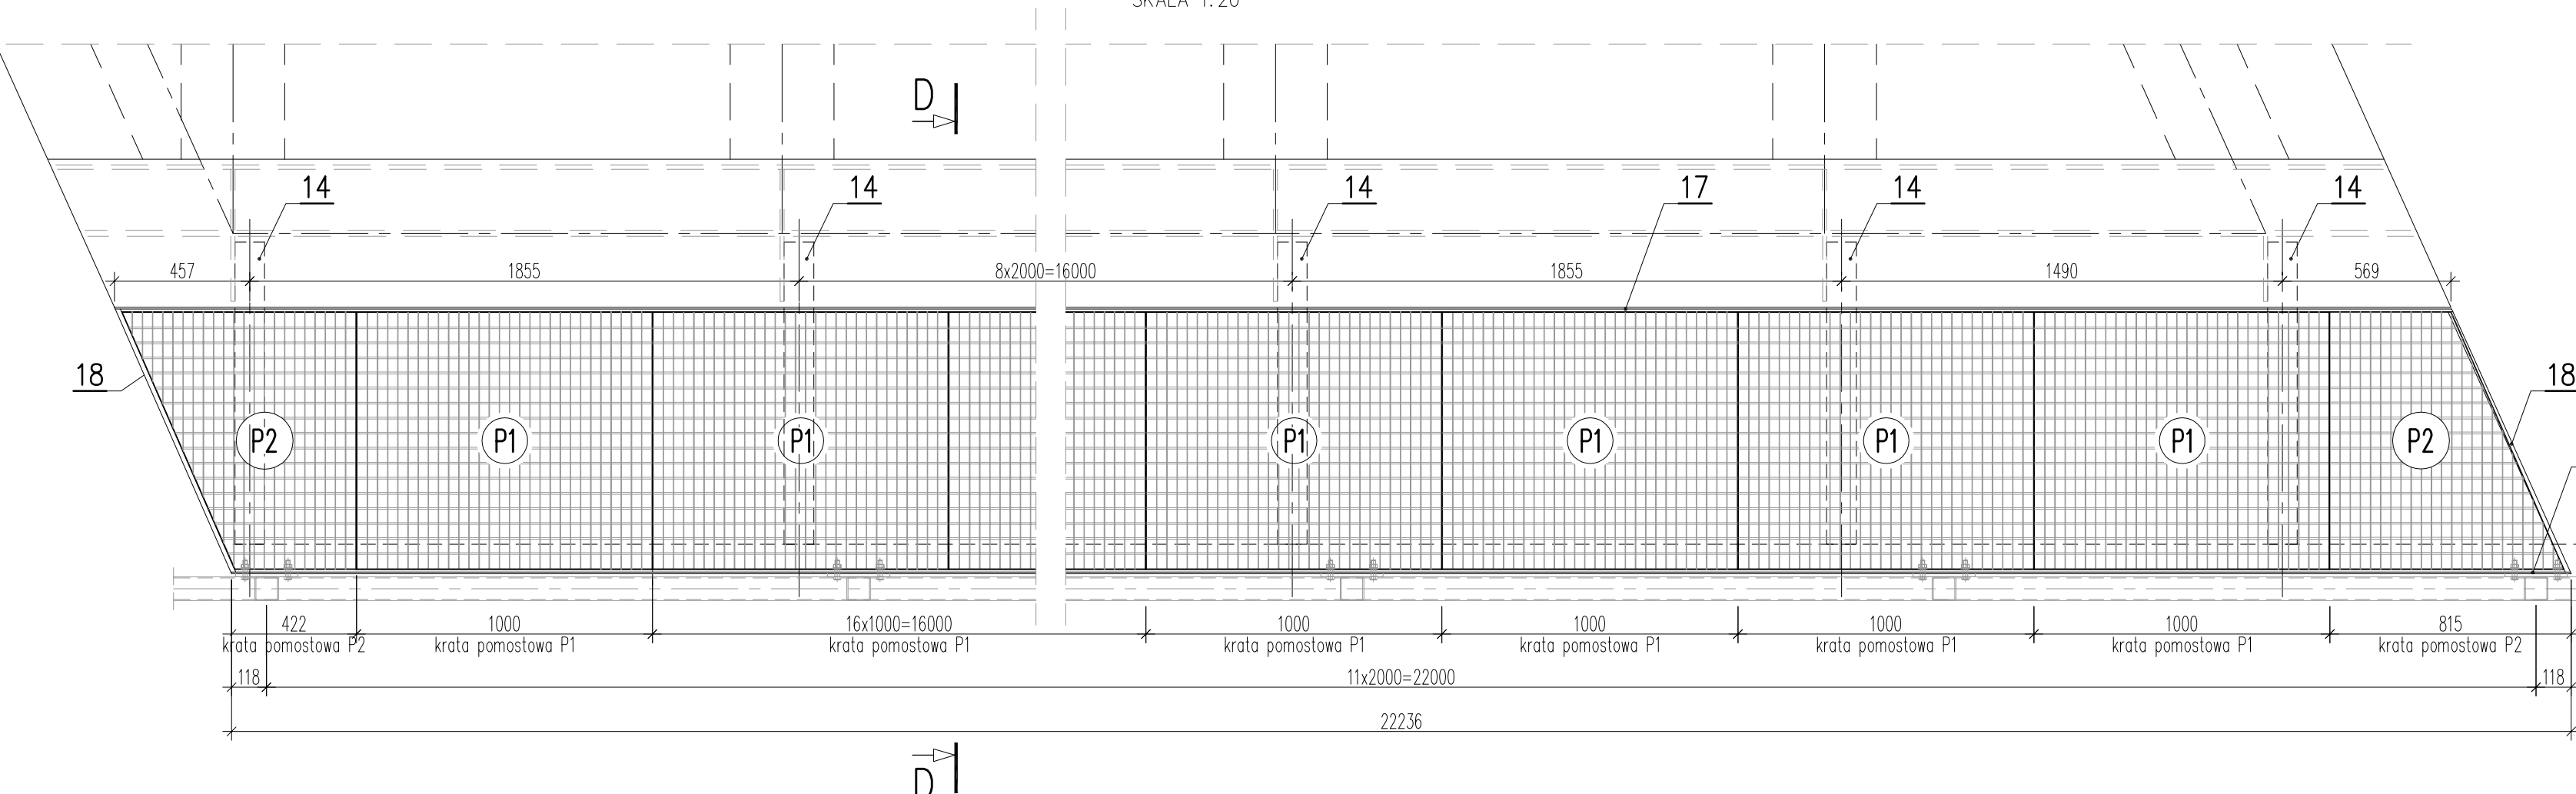 SKALA 1:20
D
14
14
14
17
14
14
457
1855
8x2000=16000
1855
1490
569
18
18
P2
P1
P1
P1
P1
P1
P1
P2
422
1000
16x1000=16000
1000
1000
1000
1000
815
krata pomostowa P2
krata pomostowa P1
krata pomostowa P1
krata pomostowa P1
krata pomostowa P1
krata pomostowa P1
krata pomostowa P1
krata pomostowa P2
118
11x2000=22000
118
22236
D